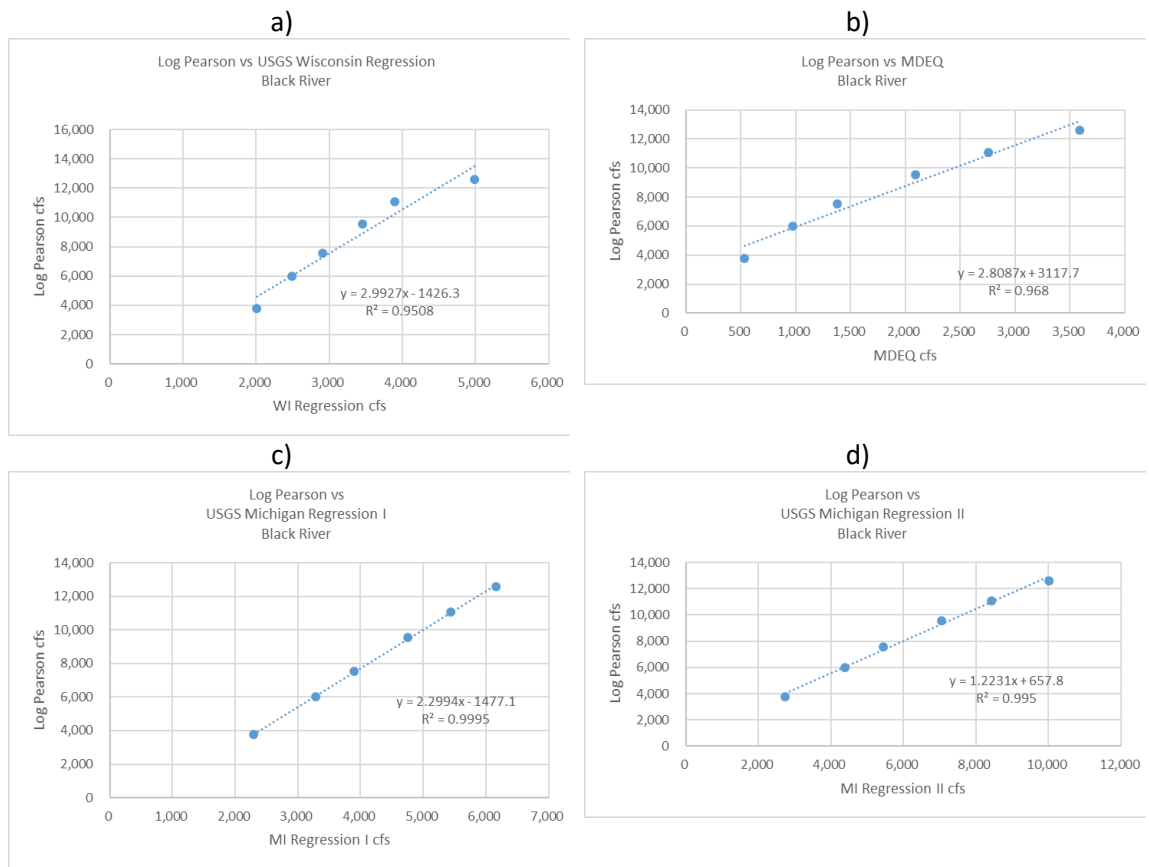 a)
Log Pearson vs USGS Wisconsin Regression
Black River
Log Pearson cfs
16,000
14,000
12,000
10,000
8,000
6,000
4,000
2,000
0
y = 2.9927x - 1426.3
R² = 0.9508
0 1,000 2,000 3,000 4,000 5,000 6,000
WI Regression cfs
b)
Log Pearson vs MDEQ
Black River
Log Pearson cfs
14,000
12,000
10,000
8,000
6,000
4,000
2,000
0
y = 2.8087x + 3117.7
R² = 0.968
0 500 1,000 1,500 2,000 2,500 3,000 3,500 4,000
MDEQ cfs
c)
Log Pearson vs
USGS Michigan Regression I
Black River
Log Pearson cfs
14,000
12,000
10,000
8,000
6,000
4,000
2,000
0
y = 2.2994x - 1477.1
R² = 0.9995
0 1,000 2,000 3,000 4,000 5,000 6,000 7,000
MI Regression I cfs
d)
Log Pearson vs
USGS Michigan Regression II
Black River
Log Pearson cfs
14,000
12,000
10,000
8,000
6,000
4,000
2,000
0
y = 1.2231x + 657.8
R² = 0.995
0 2,000 4,000 6,000 8,000 10,000 12,000
MI Regression II cfs